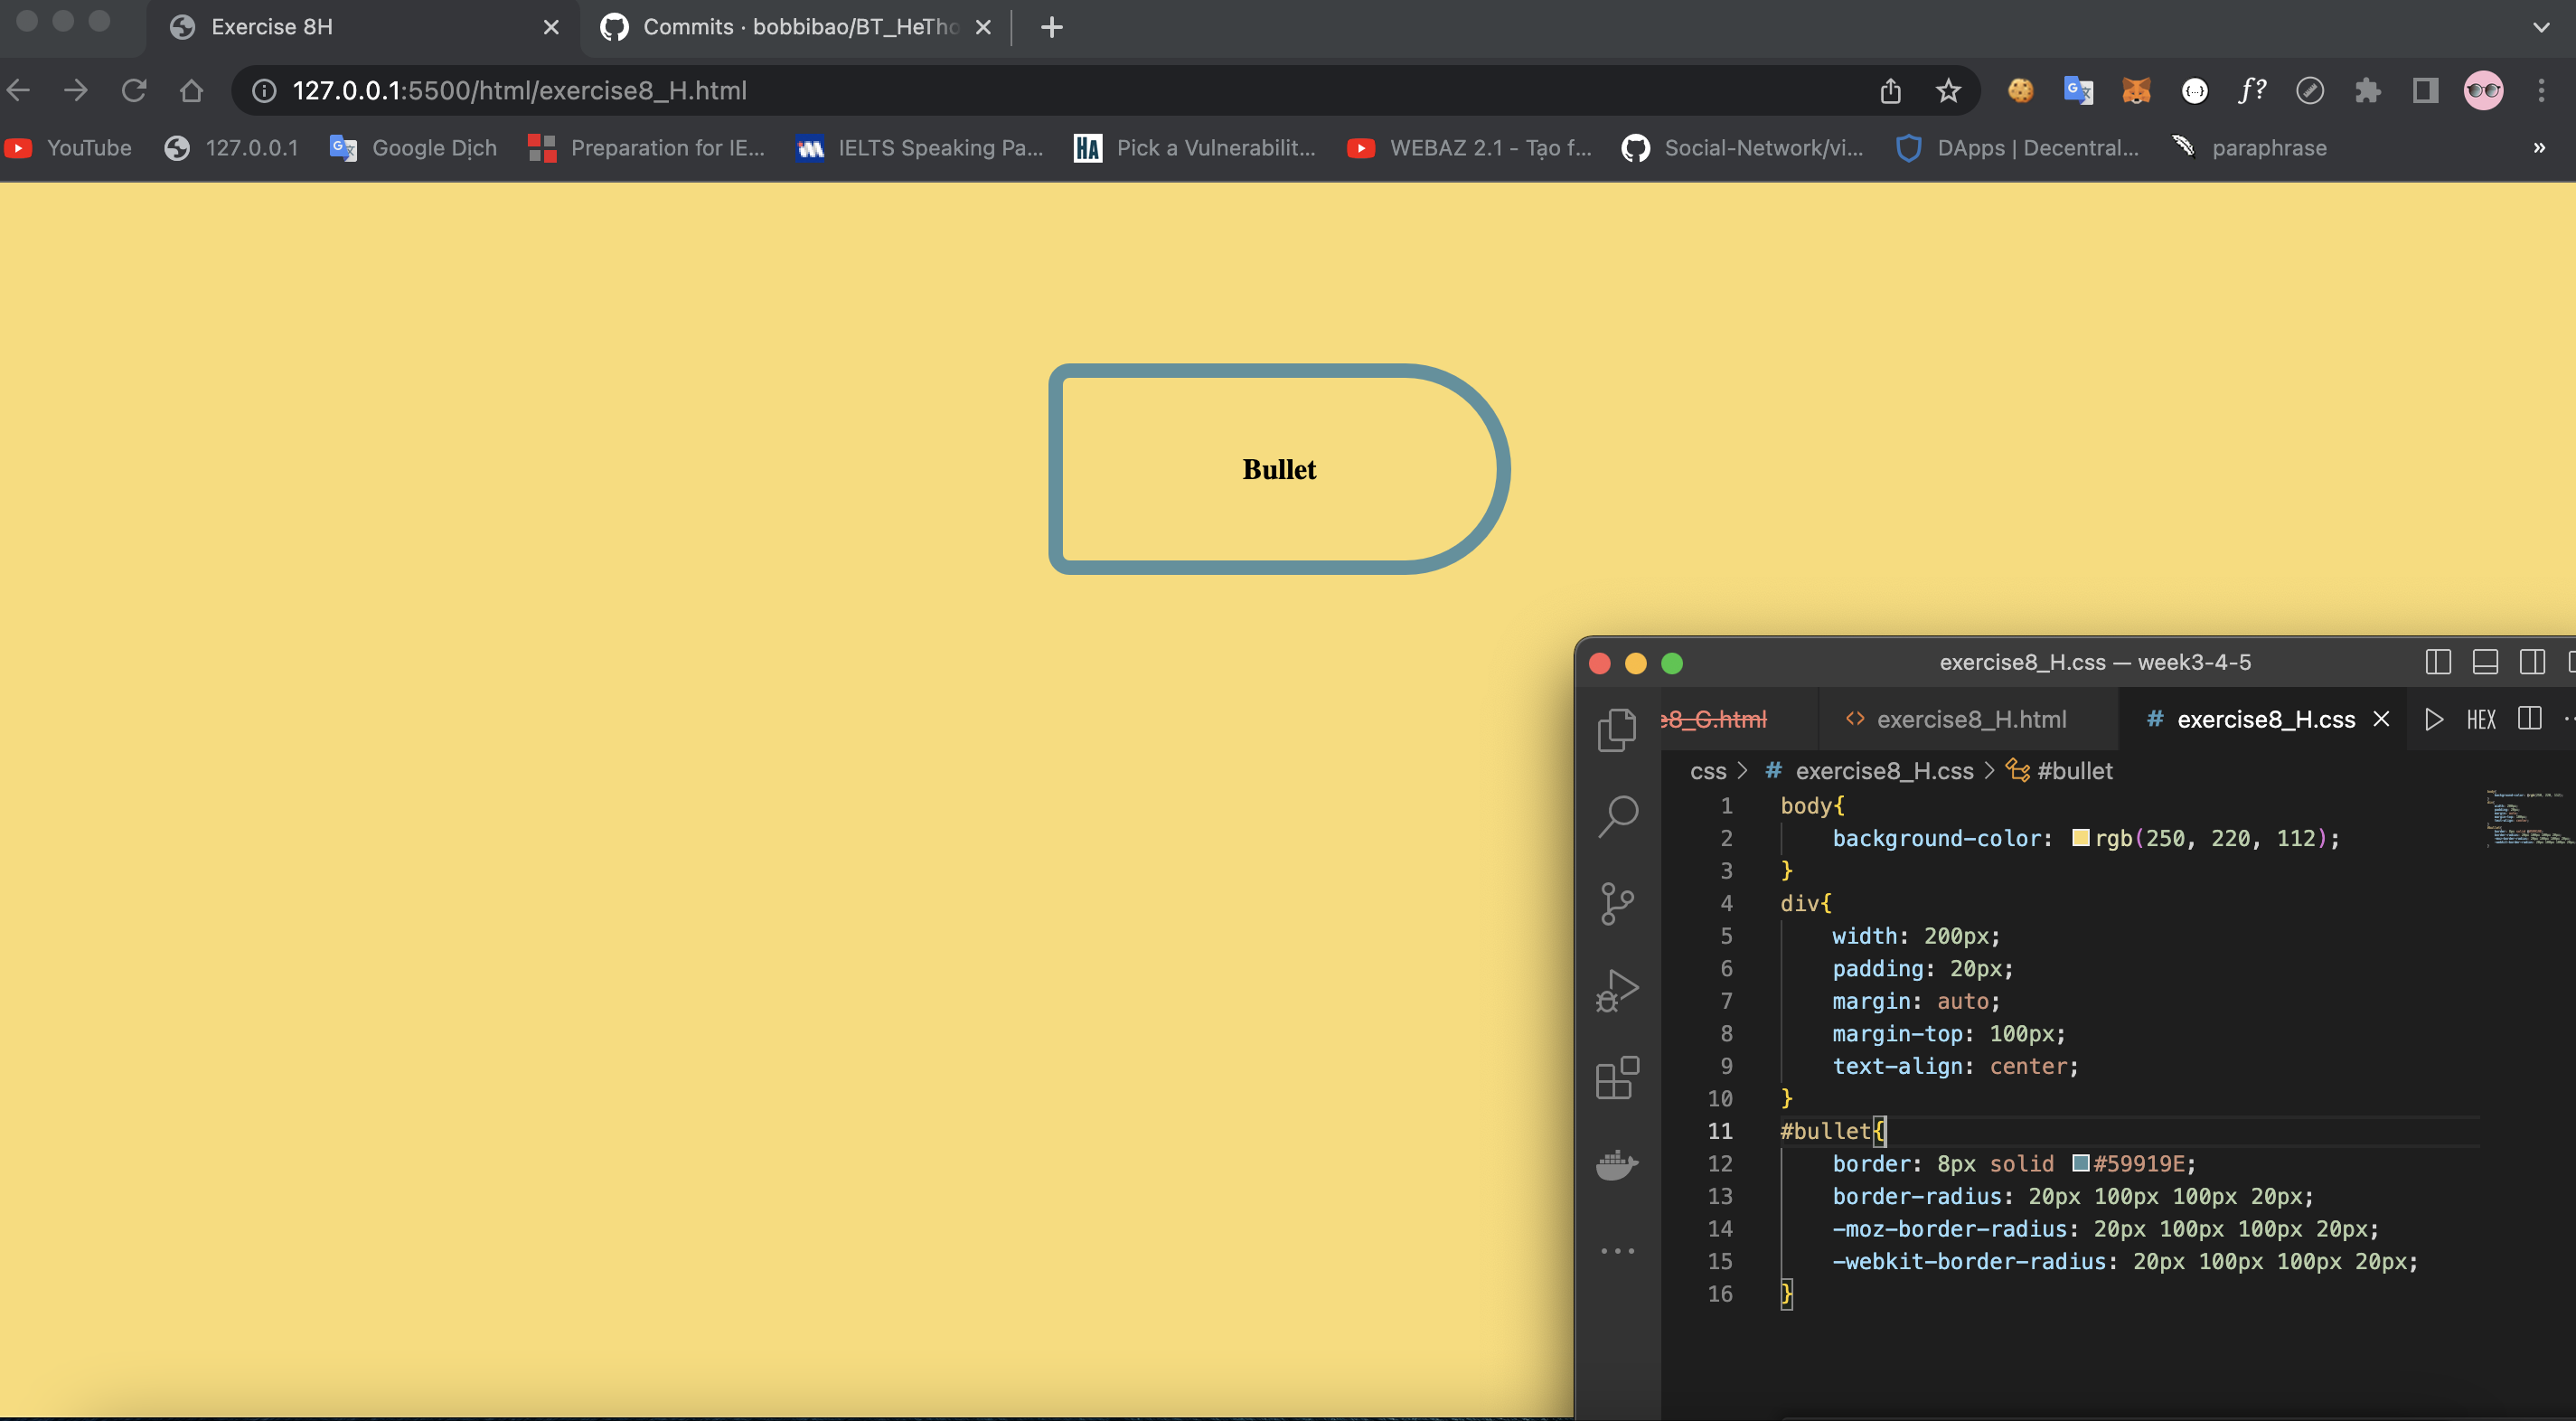 Exercise 8H
Commits · bobbibao/BT_HeTho
127.0.0.1:5500/html/exercise8_H.html
f?
YouTube
127.0.0.1
Google Dịch
Preparation for IE...
IELTS Speaking Pa...
HA
Pick a Vulnerabilit...
WEBAZ 2.1 - Tạo f...
Social-Network/vi...
DApps | Decentral...
paraphrase
»
Bullet
exercise8_H.css — week3-4-5
e8_G.html
<> exercise8_H.html
# exercise8_H.css
HEX
css > # exercise8_H.css > #bullet
1 body{
2 background-color: rgb(250, 220, 112);
3 }
4 div{
5 width: 200px;
6 padding: 20px;
7 margin: auto;
8 margin-top: 100px;
9 text-align: center;
10 }
11 #bullet{
12 border: 8px solid #59919E;
13 border-radius: 20px 100px 100px 20px;
14 -moz-border-radius: 20px 100px 100px 20px;
15 -webkit-border-radius: 20px 100px 100px 20px;
16 }